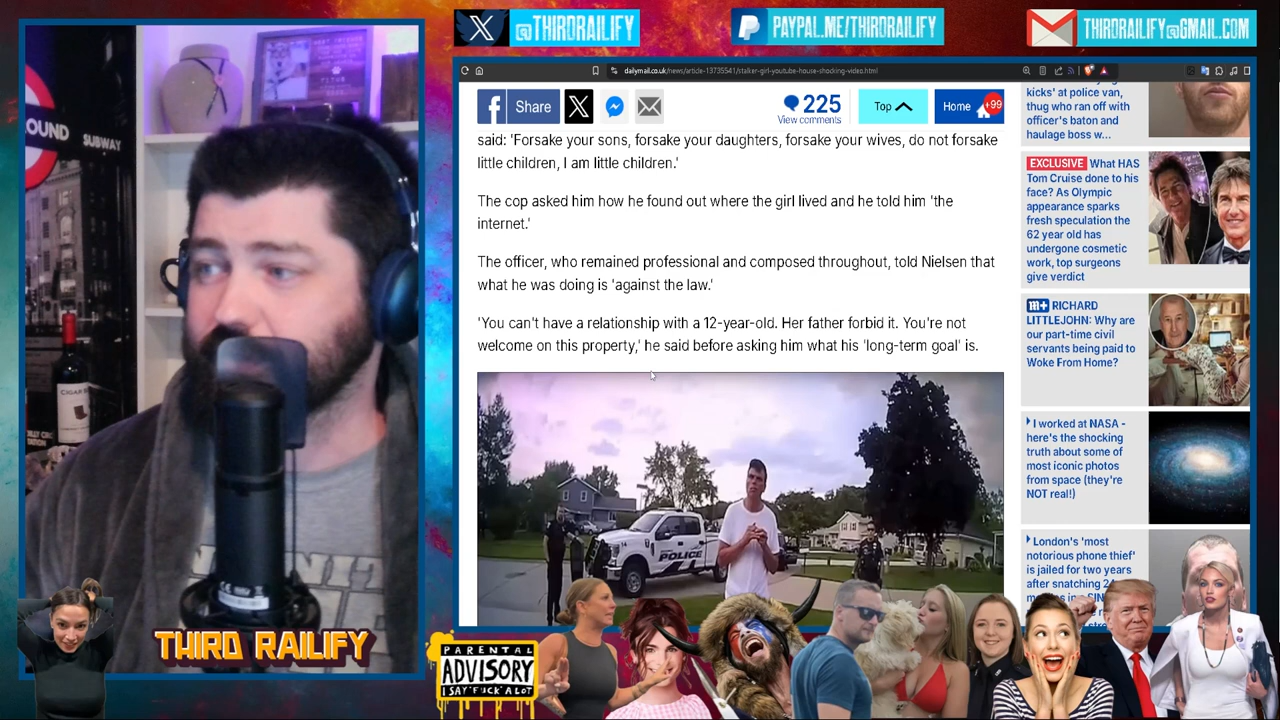 @THIRDRAILIFY
PAYPAL.ME/THIRDRAILIFY
THIRDRAILIFY@GMAIL.COM
dailymail.co.uk/news/article-13735541/stalker-girl-youtube-house-shocking-video.html
Share
225
View comments
Top
Home
+99
said: 'Forsake your sons, forsake your daughters, forsake your wives, do not forsake
little children, I am little children.'
The cop asked him how he found out where the girl lived and he told him 'the
internet.'
The officer, who remained professional and composed throughout, told Nielsen that
what he was doing is 'against the law.'
'You can't have a relationship with a 12-year-old. Her father forbid it. You're not
welcome on this property,' he said before asking him what his 'long-term goal' is.
POLICE
kicks' at police van,
thug who ran off with
officer's baton and
haulage boss w...
EXCLUSIVE What HAS
Tom Cruise done to his
face? As Olympic
appearance sparks
fresh speculation the
62 year old has
undergone cosmetic
work, top surgeons
give verdict
m+ RICHARD
LITTLEJOHN: Why are
our part-time civil
servants being paid to
Woke From Home?
I worked at NASA -
here's the shocking
truth about some of
most iconic photos
from space (they're
NOT real!)
London's 'most
notorious phone thief'
is jailed for two years
after snatching 24
OUND
SUBWAY
CIGAR
THIRD RAILIFY
PARENTAL
ADVISORY
I SAY "FUCK" ALOT